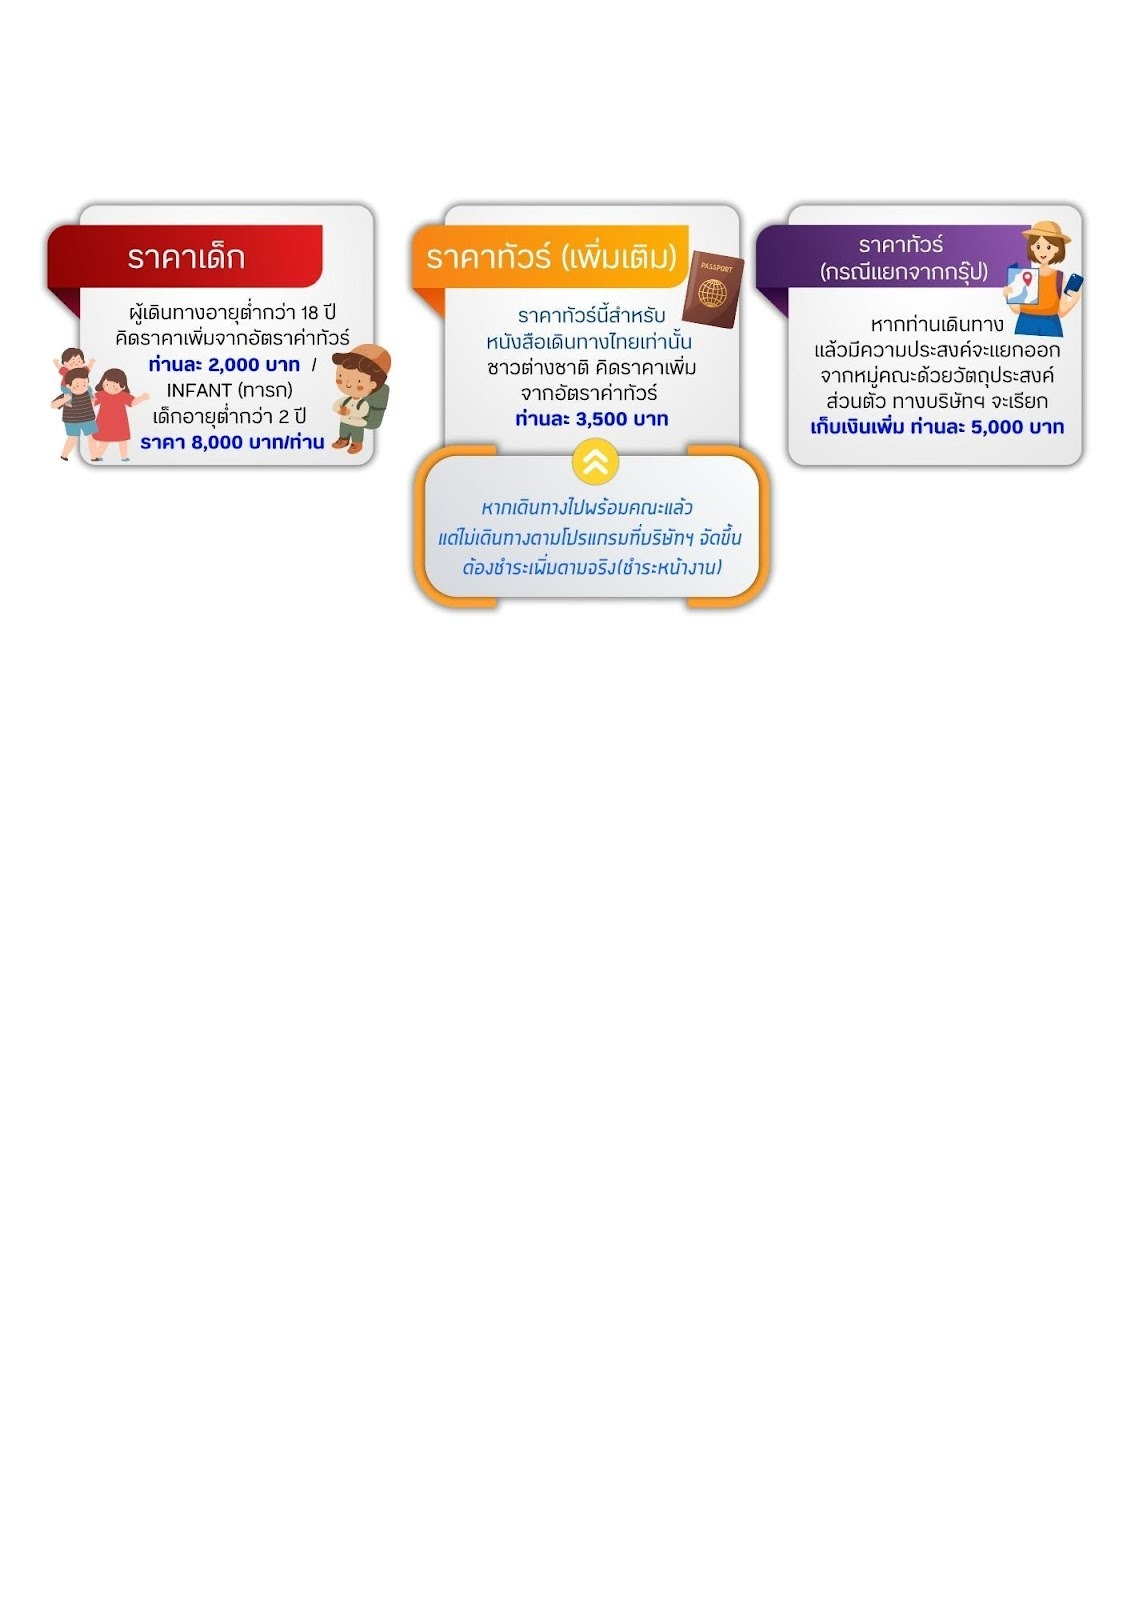 ราคาเด็ก
ผู้เดินทางอายุต่ำกว่า 18 ปี
คิดราคาเพิ่มจากอัตราค่าทัวร์
ท่านละ 2,000 บาท /
INFANT (ทารก)
เด็กอายุต่ำกว่า 2 ปี
ราคา 8,000 บาท/ท่าน
ราคาทัวร์ (เพิ่มเติม)
PASSPORT
ราคาทัวร์นี้สำหรับ
หนังสือเดินทางไทยเท่านั้น
ชาวต่างชาติ คิดราคาเพิ่ม
จากอัตราค่าทัวร์
ท่านละ 3,500 บาท
หากเดินทางไปพร้อมคณะแล้ว
แต่ไม่เดินทางตามโปรแกรมที่บริษัทฯ จัดขึ้น
ต้องชำระเพิ่มตามจริง(ชำระหน้างาน)
ราคาทัวร์
(กรณีแยกจากกรุ๊ป)
หากท่านเดินทาง
แล้วมีความประสงค์จะแยกออก
จากหมู่คณะด้วยวัตถุประสงค์
ส่วนตัว ทางบริษัทฯ จะเรียก
เก็บเงินเพิ่ม ท่านละ 5,000 บาท